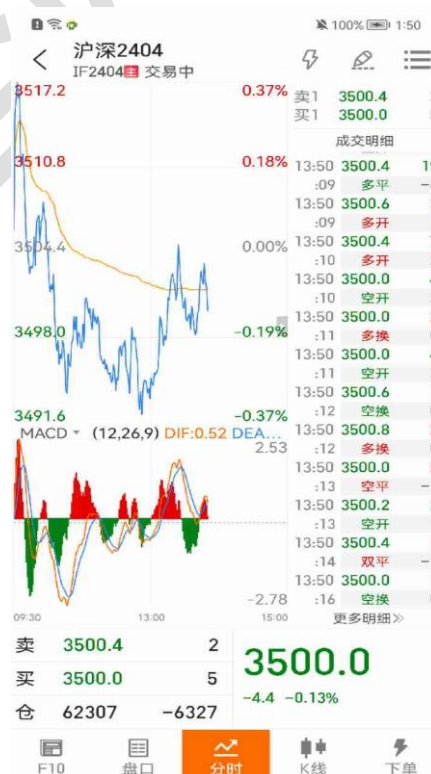 100% 1:50
沪深2404
IF2404 交易中
3517.2 0.37%
3510.8 0.18%
3504.4 0.00%
3498.0 -0.19%
3491.6 -0.37%
MACD (12,26,9) DIF:0.52 DEA...
2.53
-2.78
09:30 13:00 15:00
卖1 3500.4
买1 3500.0
成交明细
13:50 3500.4
:09 多平
13:50 3500.6
:09 多开
13:50 3500.4
:10 多开
13:50 3500.0
:10 空开
13:50 3500.0
:11 多换
13:50 3500.0
:11 空开
13:50 3500.6
:12 空换
13:50 3500.8
:12 多换
13:50 3500.0
:13 空平
13:50 3500.2
:13 空开
13:50 3500.4
:14 双平
13:50 3500.0
:16 空换
更多明细
卖 3500.4 2
买 3500.0 5
仓 62307 -6327
3500.0
-4.4 -0.13%
F10 盘口 分时 K线 下单